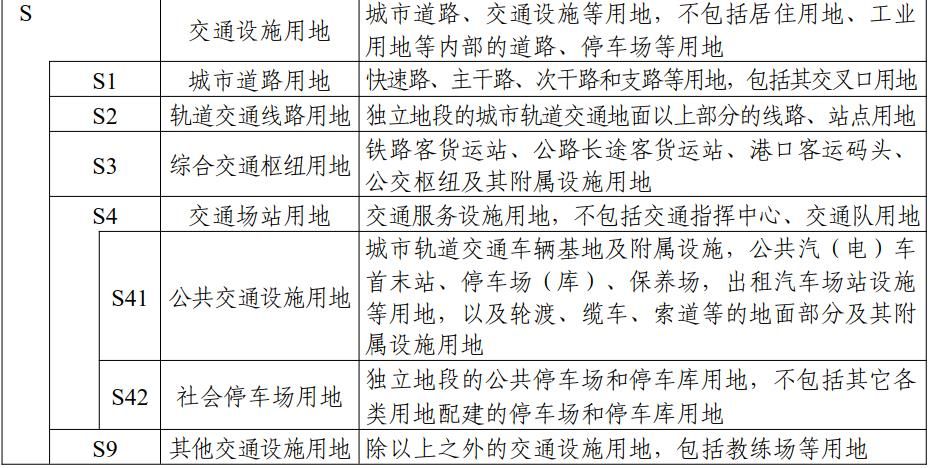 S 交通设施用地 城市道路、交通设施等用地，不包括居住用地、工业
用地等内部的道路、停车场等用地
S1 城市道路用地 快速路、主干路、次干路和支路等用地，包括其交叉口用地
S2 轨道交通线路用地 独立地段的城市轨道交通地面以上部分的线路、站点用地
S3 综合交通枢纽用地 铁路客货运站、公路长途客货运站、港口客运码头、
公交枢纽及其附属设施用地
S4 交通场站用地 交通服务设施用地，不包括交通指挥中心、交通队用地
S41 公共交通设施用地 城市轨道交通车辆基地及附属设施，公共汽（电）车
首末站、停车场（库）、保养场，出租汽车场站设施
等用地，以及轮渡、缆车、索道等的地面部分及其附
属设施用地
S42 社会停车场用地 独立地段的公共停车场和停车库用地，不包括其它各
类用地配建的停车场和停车库用地
S9 其他交通设施用地 除以上之外的交通设施用地，包括教练场等用地